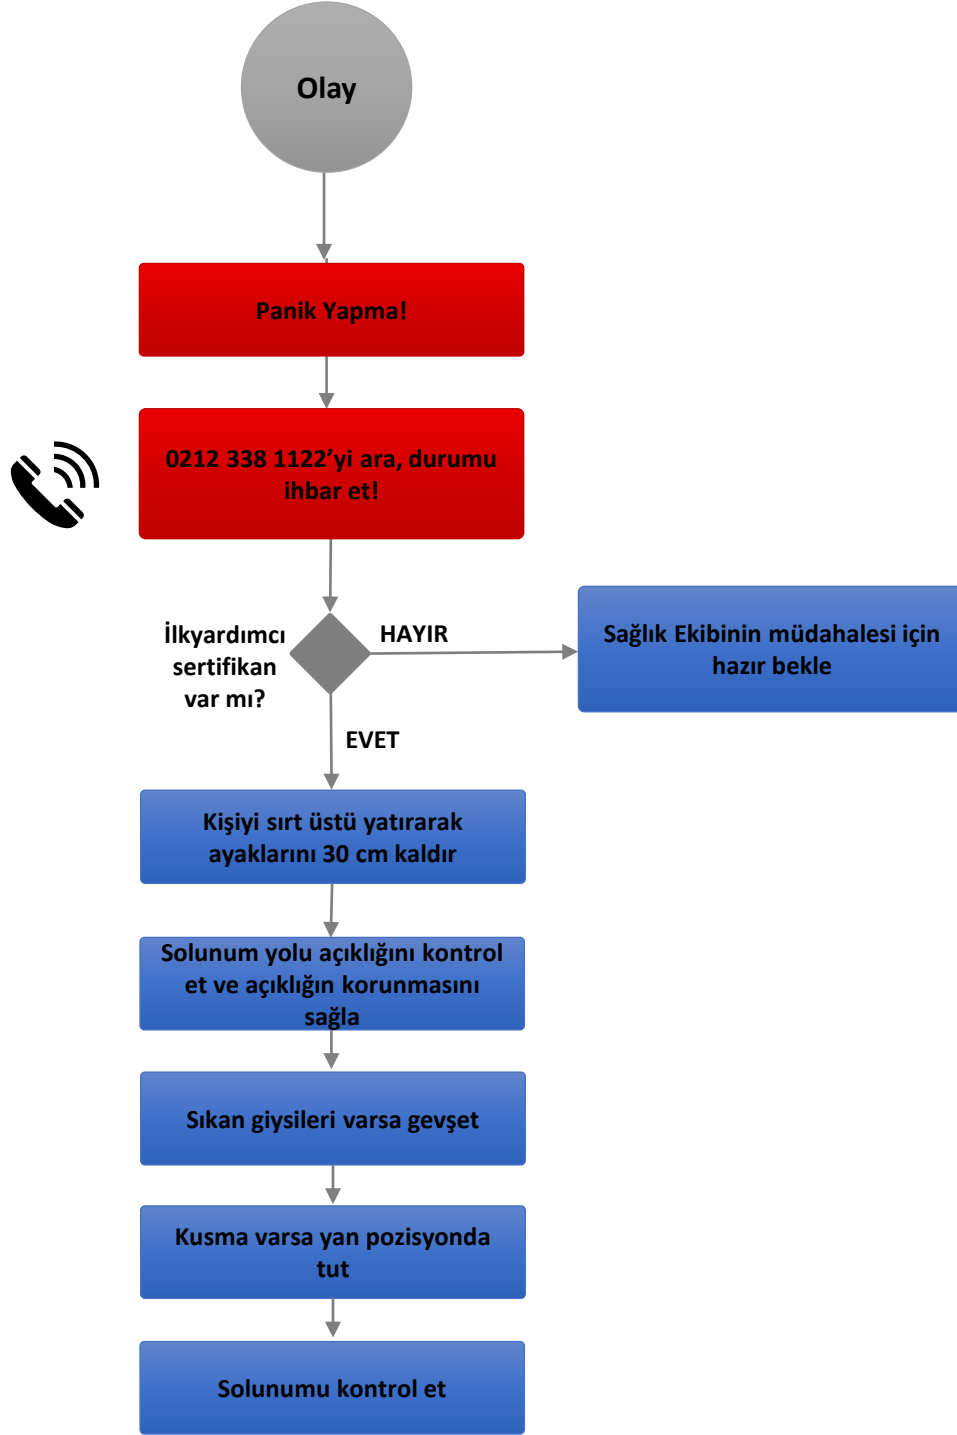 Olay
Panik Yapma!
0212 338 1122’yi ara, durumu
ihbar et!
İlkyardımcı
sertifikan
var mı?
HAYIR
Sağlık Ekibinin müdahalesi için
hazır bekle
EVET
Kişiyi sırt üstü yatırarak
ayaklarını 30 cm kaldır
Solunum yolu açıklığını kontrol
et ve açıklığın korunmasını
sağla
Sıkan giysileri varsa gevşet
Kusma varsa yan pozisyonda
tut
Solunumu kontrol et